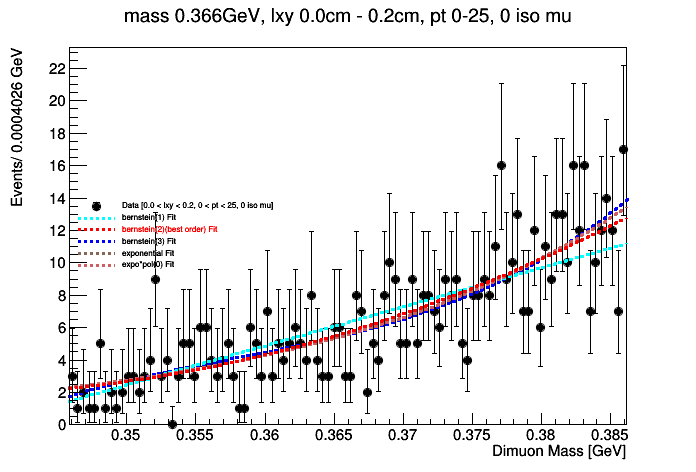 mass 0.366GeV, lxy 0.0cm - 0.2cm, pt 0-25, 0 iso mu
Events/ 0.0004026 GeV
22
20
18
16
14
12
10
8
6
4
2
0
Data [0.0 < lxy < 0.2, 0 < pt < 25, 0 iso mu]
bernstein(1) Fit
bernstein(2)(best order) Fit
bernstein(3) Fit
exponential Fit
expo*pol(0) Fit
0.35 0.355 0.36 0.365 0.37 0.375 0.38 0.385
Dimuon Mass [GeV]